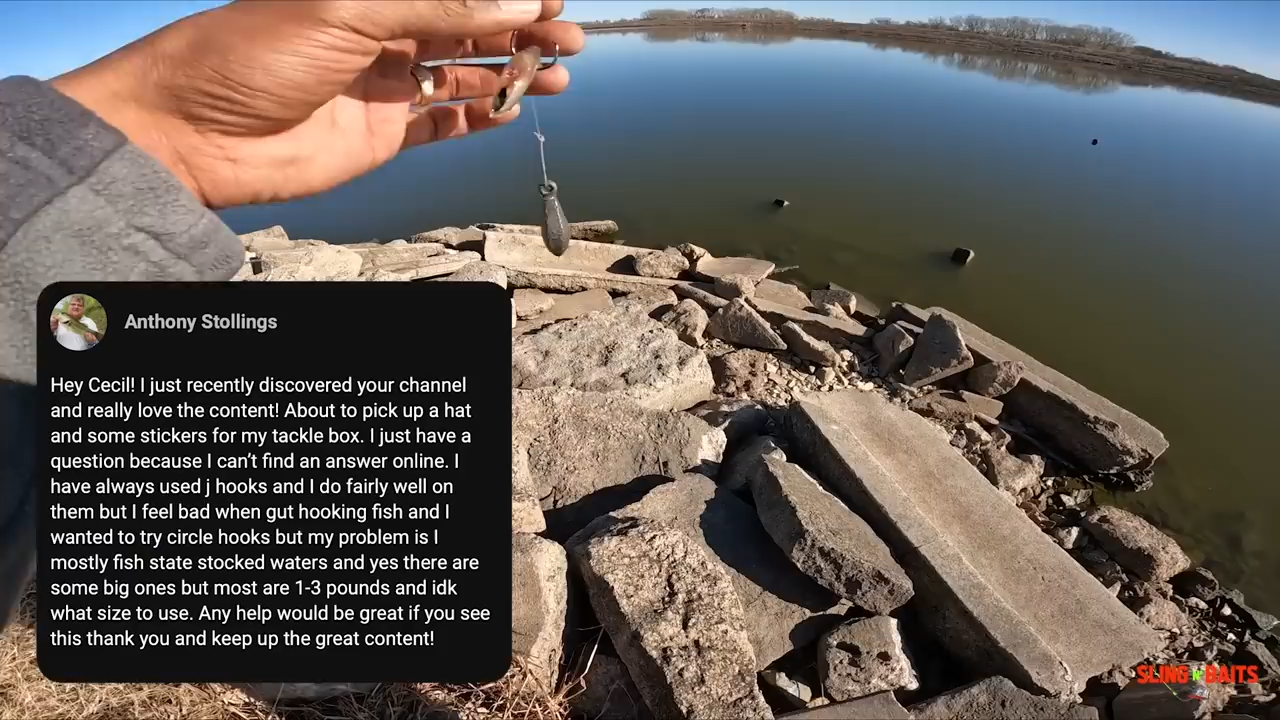 Anthony Stollings
Hey Cecil! I just recently discovered your channel
and really love the content! About to pick up a hat
and some stickers for my tackle box. I just have a
question because I can't find an answer online. I
have always used j hooks and I do fairly well on
them but I feel bad when gut hooking fish and I
wanted to try circle hooks but my problem is I
mostly fish state stocked waters and yes there are
some big ones but most are 1-3 pounds and idk
what size to use. Any help would be great if you see
this thank you and keep up the great content!
SLING N' BAITS